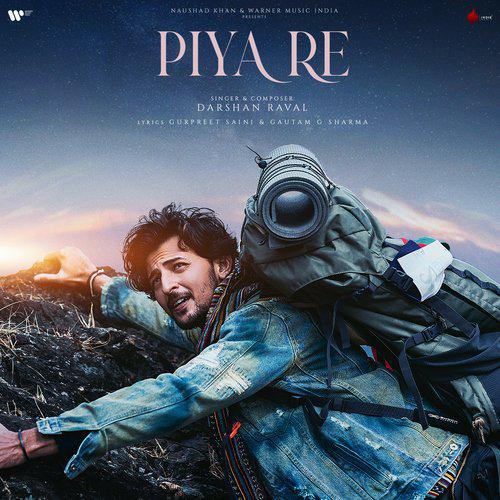 NAUSHAD KHAN & WARNER MUSIC INDIA
PRESENTS
PIYA RE
SINGER & COMPOSER
DARSHAN RAVAL
LYRICS GURPREET SAINI & GAUTAM G SHARMA